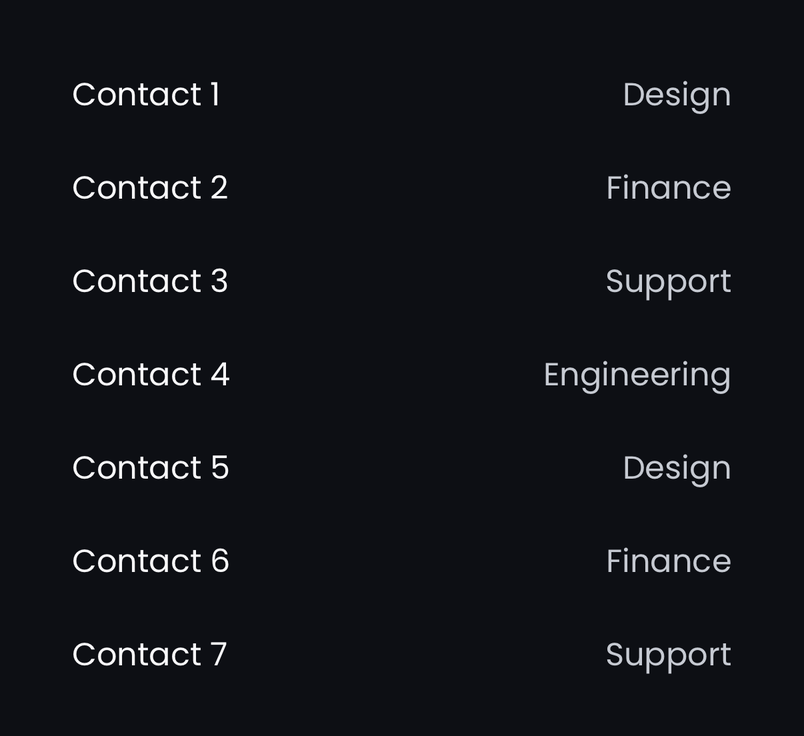 Contact 1 Design
Contact 2 Finance
Contact 3 Support
Contact 4 Engineering
Contact 5 Design
Contact 6 Finance
Contact 7 Support